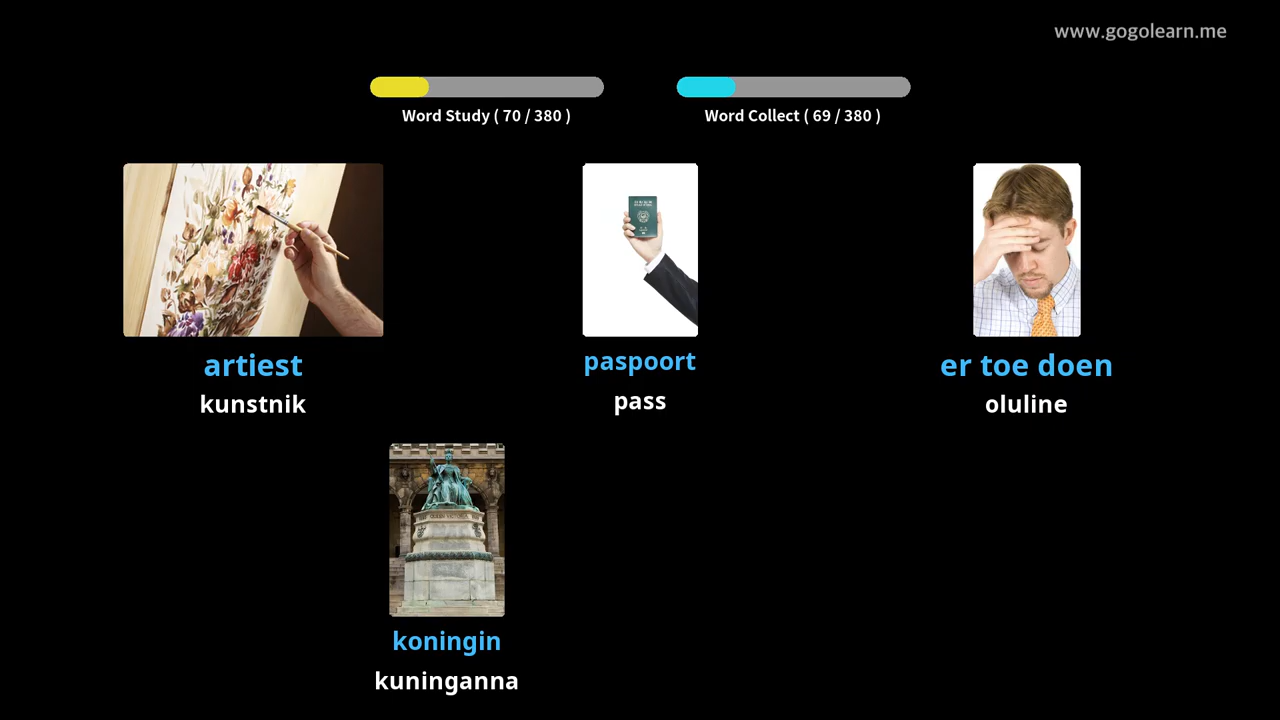 www.gogolearn.me
Word Study ( 70 / 380 )
Word Collect ( 69 / 380 )
artiest
kunstnik
paspoort
pass
er toe doen
oluline
koningin
kuninganna